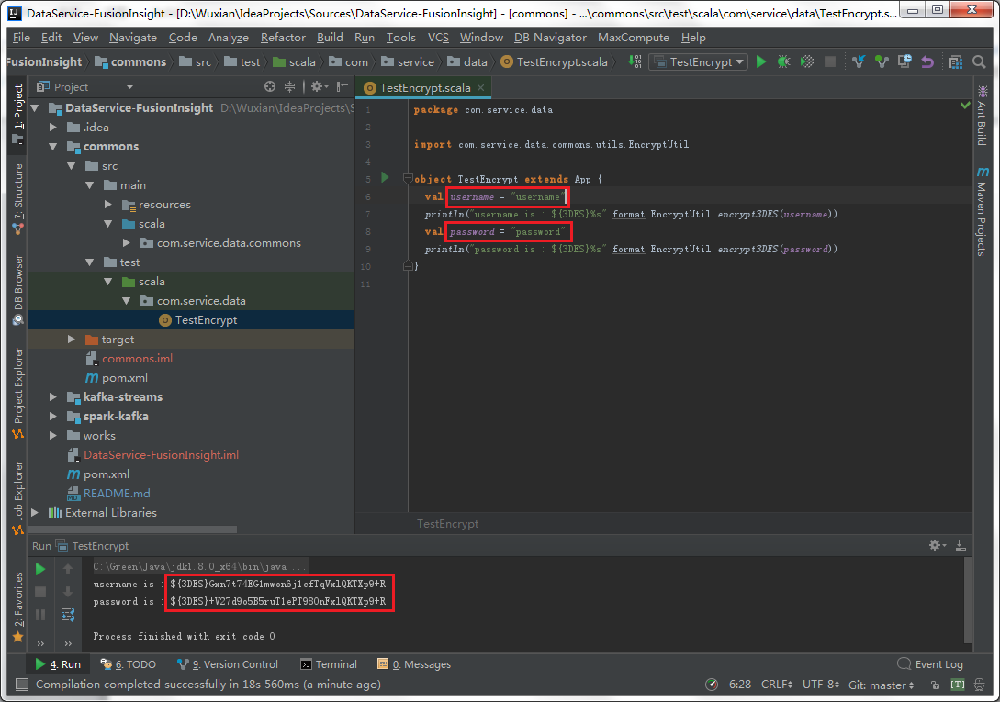 DataService-FusionInsight - [D:\Wuxian\IdeaProjects\Sources\DataService-FusionInsight] - [commons] - ...\commons\src\test\scala\com\service\data\TestEncrypt.s...
File Edit View Navigate Code Analyze Refactor Build Run Tools VCS Window DB Navigator MaxCompute Help
FusionInsight commons src test scala com service data TestEncrypt.scala TestEncrypt
Project
TestEncrypt.scala
1: Project
7: Structure
DB Browser
Project Explorer
Job Explorer
2: Favorites
DataService-FusionInsight D:\Wuxian\IdeaProjects\S
.idea
commons
src
main
resources
scala
com.service.data.commons
test
scala
com.service.data
TestEncrypt
target
commons.iml
pom.xml
kafka-streams
spark-kafka
works
DataService-FusionInsight.iml
pom.xml
README.md
External Libraries
1 package com.service.data
2
3 import com.service.data.commons.utils.EncryptUtil
4
5 object TestEncrypt extends App {
6 val username = "username"
7 println("username is : ${3DES}%s" format EncryptUtil.encrypt3DES(username))
8 val password = "password"
9 println("password is : ${3DES}%s" format EncryptUtil.encrypt3DES(password))
10 }
11
TestEncrypt
Ant Build
Maven Projects
Run TestEncrypt
C:\Green\Java\jdk1.8.0_x64\bin\java ...
username is : ${3DES}Gxn7t74EG1mwon6j1cfTqVxlQKTXp9+R
password is : ${3DES}+V27d9o5B5ruT1ePT980nFxlQKTXp9+R
Process finished with exit code 0
4: Run 6: TODO 9: Version Control Terminal 0: Messages Event Log
Compilation completed successfully in 18s 560ms (a minute ago) 6:28 CRLF UTF-8 Git: master [T]